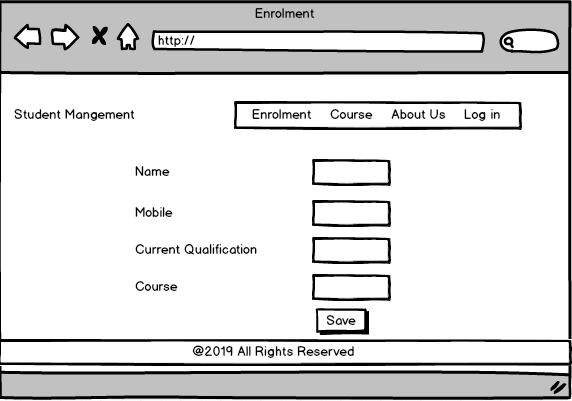 Enrolment
http://
Student Mangement
Enrolment Course About Us Log in
Name
Mobile
Current Qualification
Course
Save
@2019 All Rights Reserved